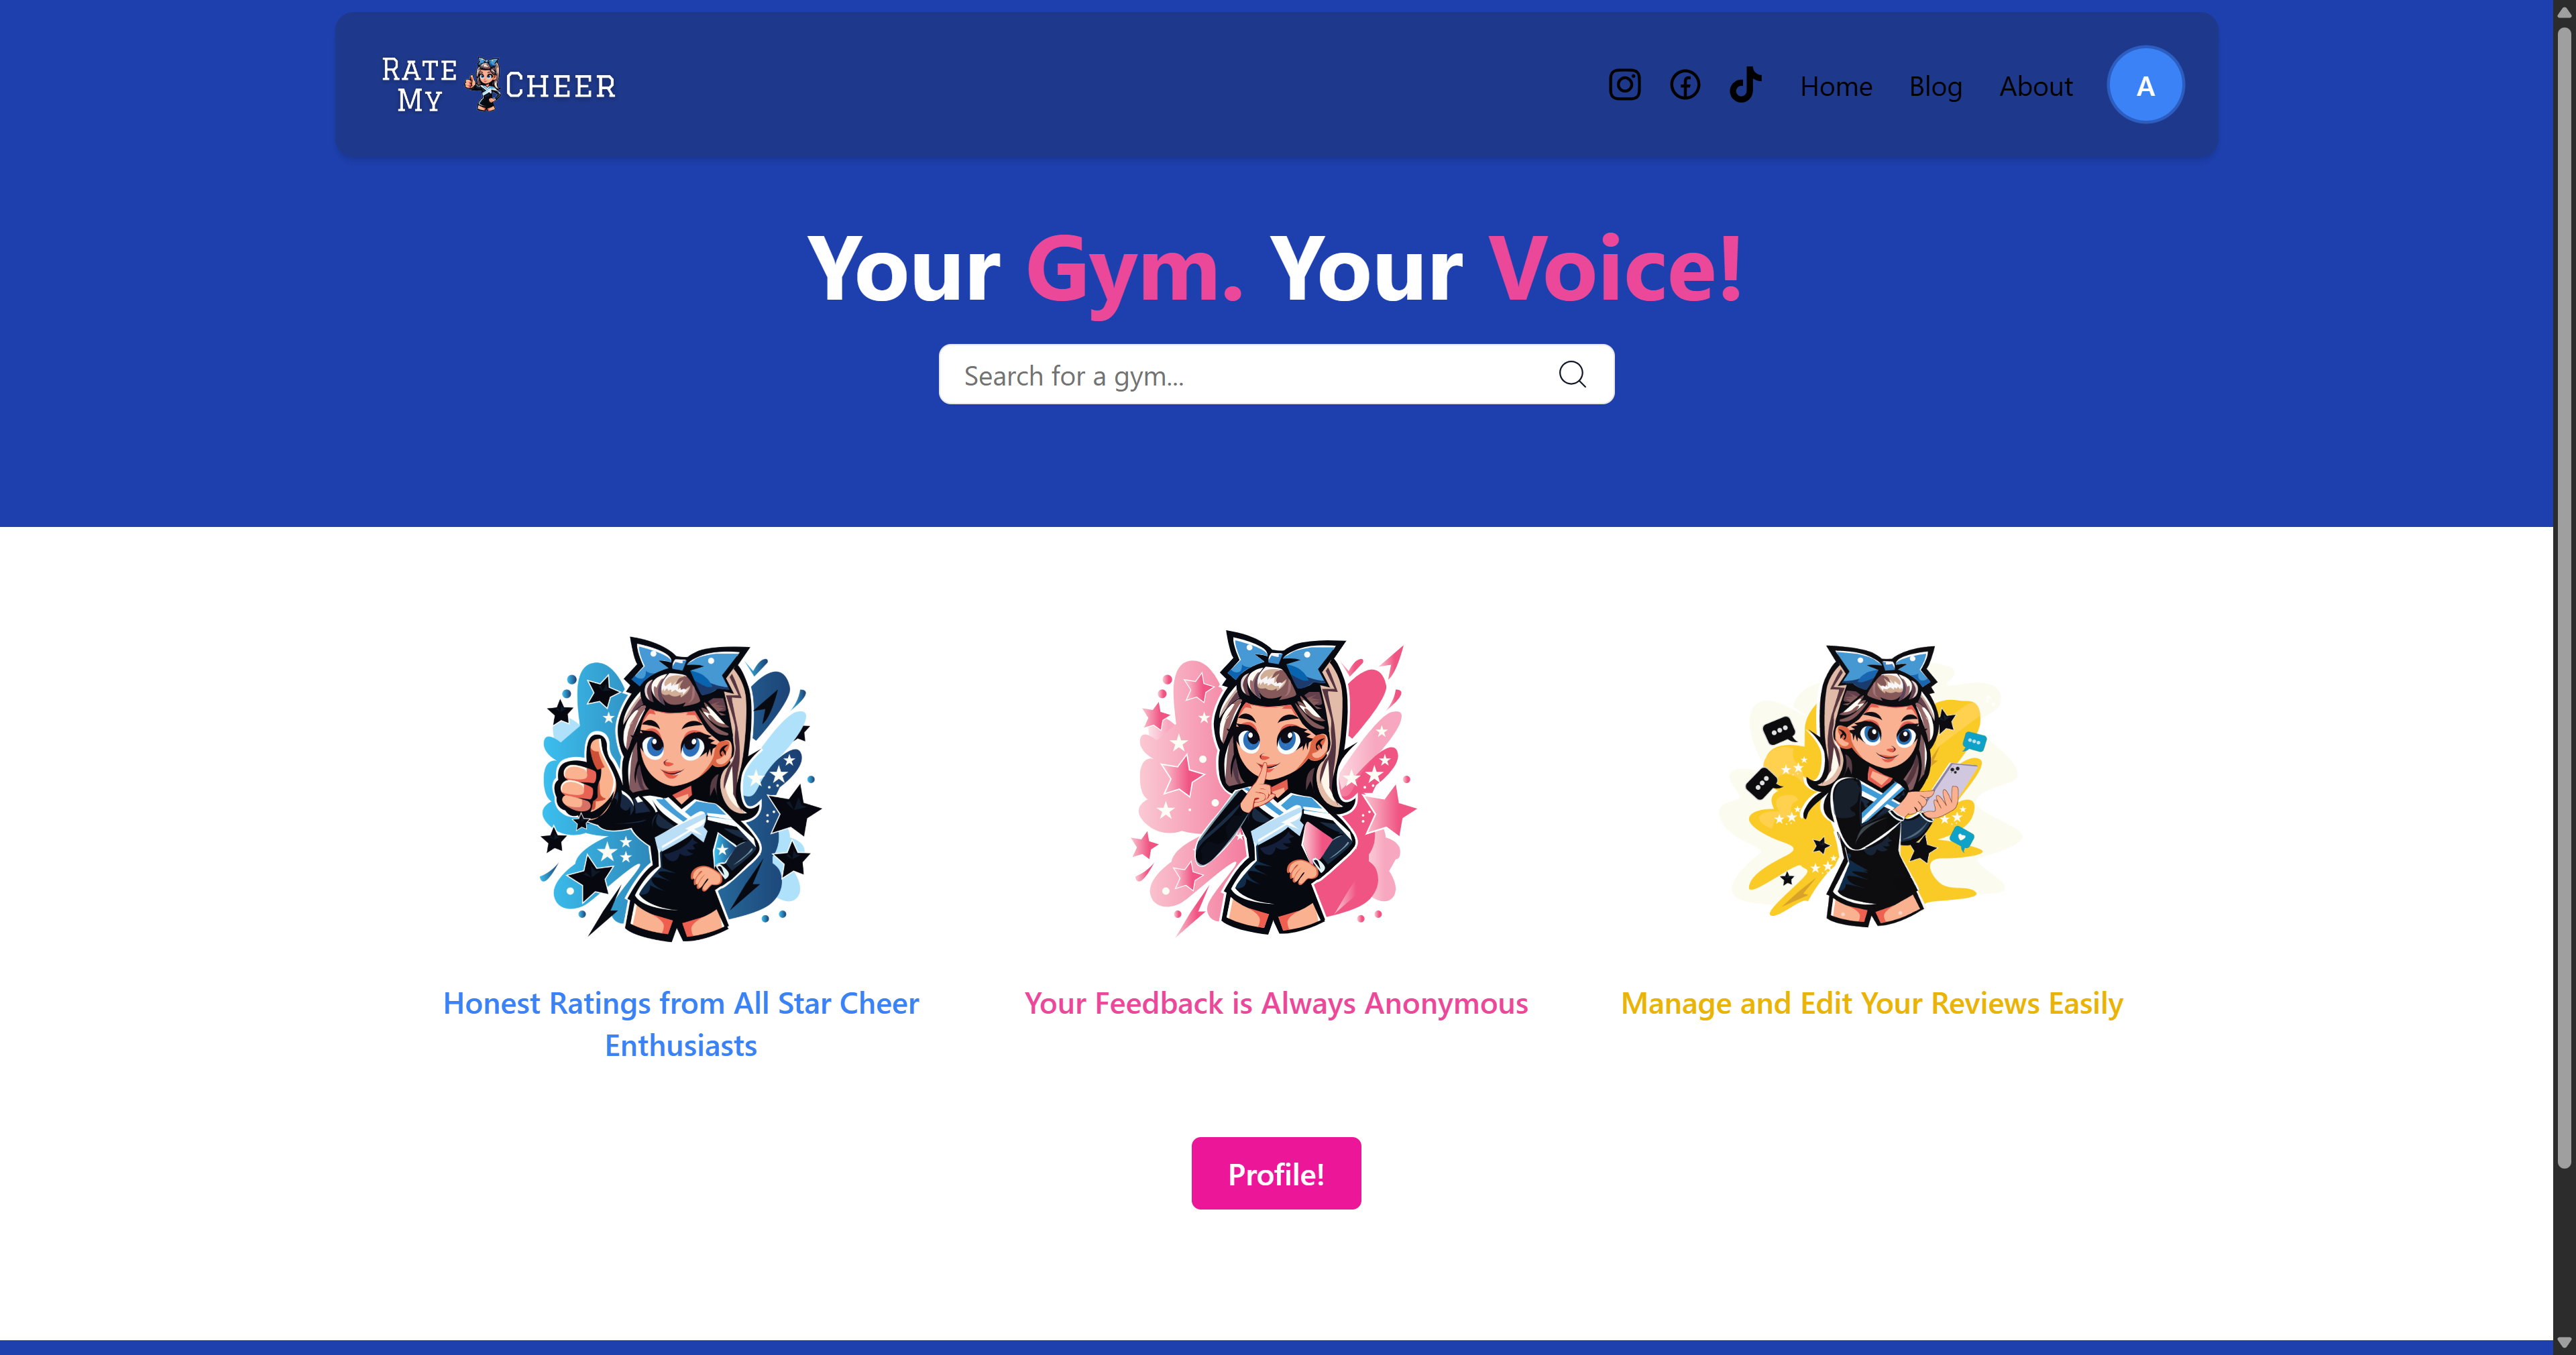 RATE MY CHEER
Home Blog About A
Your Gym. Your Voice!
Search for a gym...
Honest Ratings from All Star Cheer
Enthusiasts
Your Feedback is Always Anonymous
Manage and Edit Your Reviews Easily
Profile!